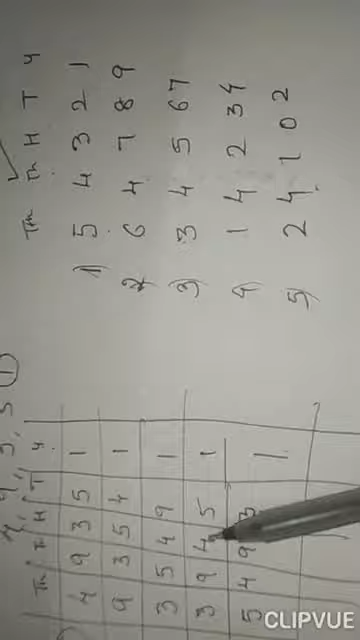 3 ①
Th H T U
4 9 3 5 1
9 3 5 4 1
3 5 4 9 1
3 9 4 5 1
5 4 9 3 1
Th H T U
1) 5 4 3 2 1
2) 6 4 7 8 9
3) 3 4 5 6 7
4) 1 4 2 3 4
5) 2 4 1 0 2
CLIPVUE